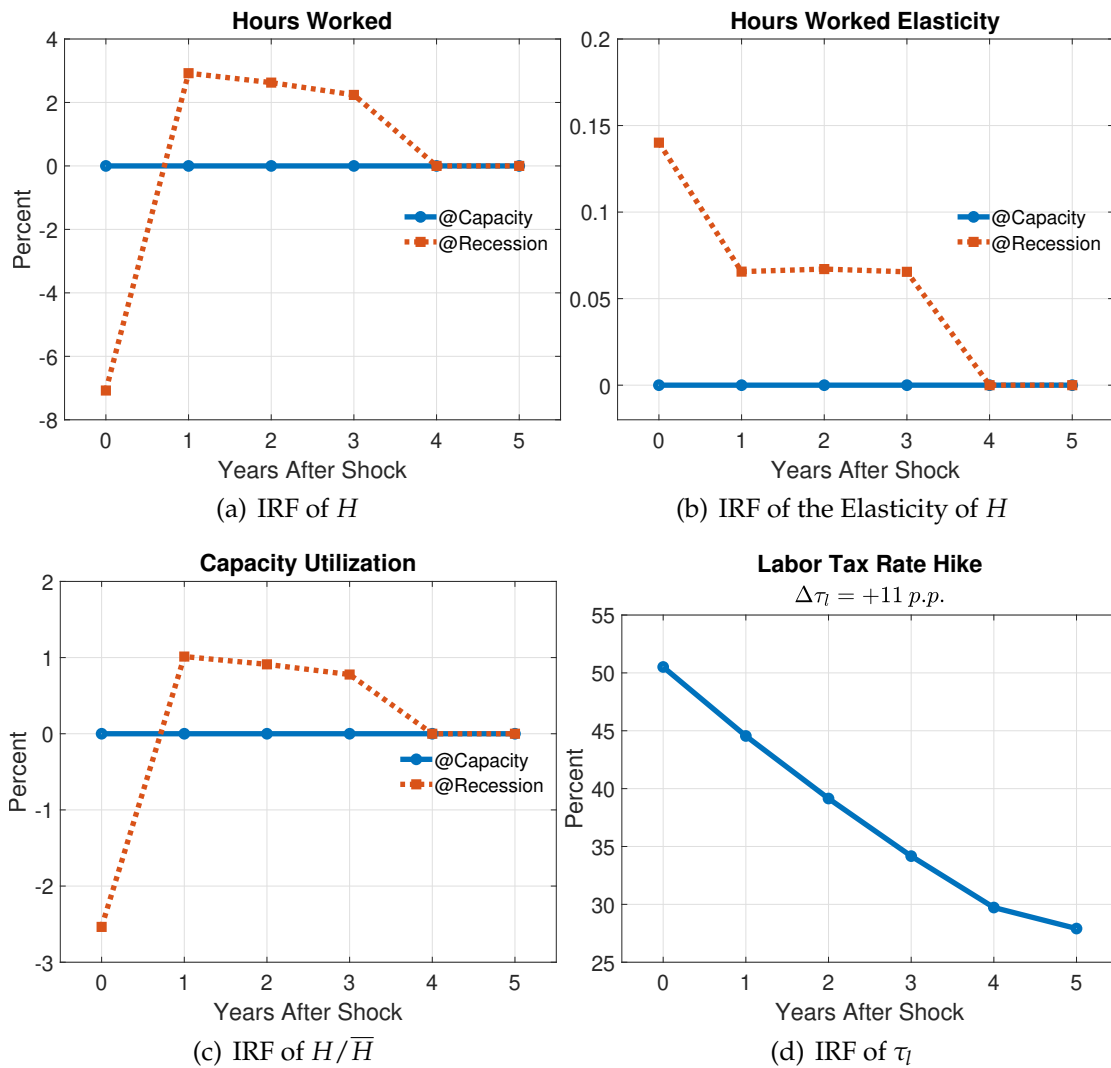 Hours Worked
4
2
0
-2
-4
-6
-8
Percent
@Capacity
@Recession
0 1 2 3 4 5
Years After Shock
(a) IRF of H
Hours Worked Elasticity
0.2
0.15
0.1
0.05
0
@Capacity
@Recession
0 1 2 3 4 5
Years After Shock
(b) IRF of the Elasticity of H
Capacity Utilization
2
1
0
-1
-2
-3
Percent
@Capacity
@Recession
0 1 2 3 4 5
Years After Shock
(c) IRF of H/H̅
Labor Tax Rate Hike
Δτ_l = +11 p.p.
55
50
45
40
35
30
25
Percent
0 1 2 3 4 5
Years After Shock
(d) IRF of τ_l